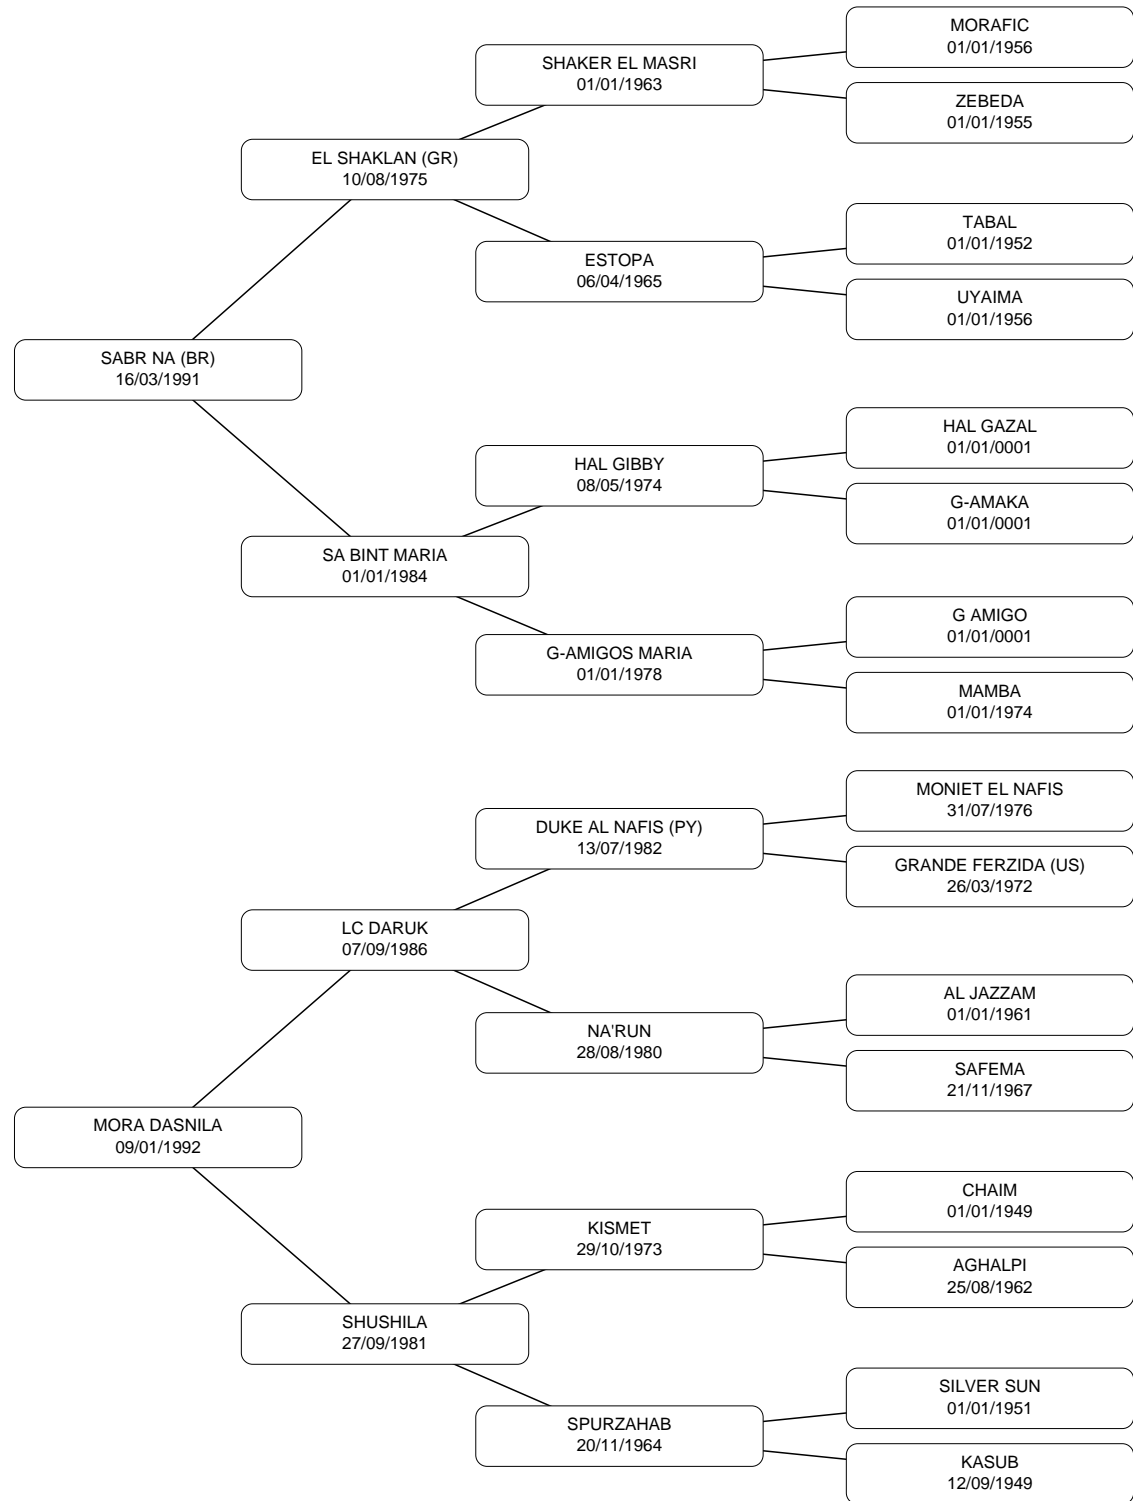 MORAFIC
01/01/1956
SHAKER EL MASRI
01/01/1963
ZEBEDA
01/01/1955
EL SHAKLAN (GR)
10/08/1975
TABAL
01/01/1952
ESTOPA
06/04/1965
UYAIMA
01/01/1956
SABR NA (BR)
16/03/1991
HAL GAZAL
01/01/0001
HAL GIBBY
08/05/1974
G-AMAKA
01/01/0001
SA BINT MARIA
01/01/1984
G AMIGO
01/01/0001
G-AMIGOS MARIA
01/01/1978
MAMBA
01/01/1974
MONIET EL NAFIS
31/07/1976
DUKE AL NAFIS (PY)
13/07/1982
GRANDE FERZIDA (US)
26/03/1972
LC DARUK
07/09/1986
AL JAZZAM
01/01/1961
NA'RUN
28/08/1980
SAFEMA
21/11/1967
MORA DASNILA
09/01/1992
CHAIM
01/01/1949
KISMET
29/10/1973
AGHALPI
25/08/1962
SHUSHILA
27/09/1981
SILVER SUN
01/01/1951
SPURZAHAB
20/11/1964
KASUB
12/09/1949